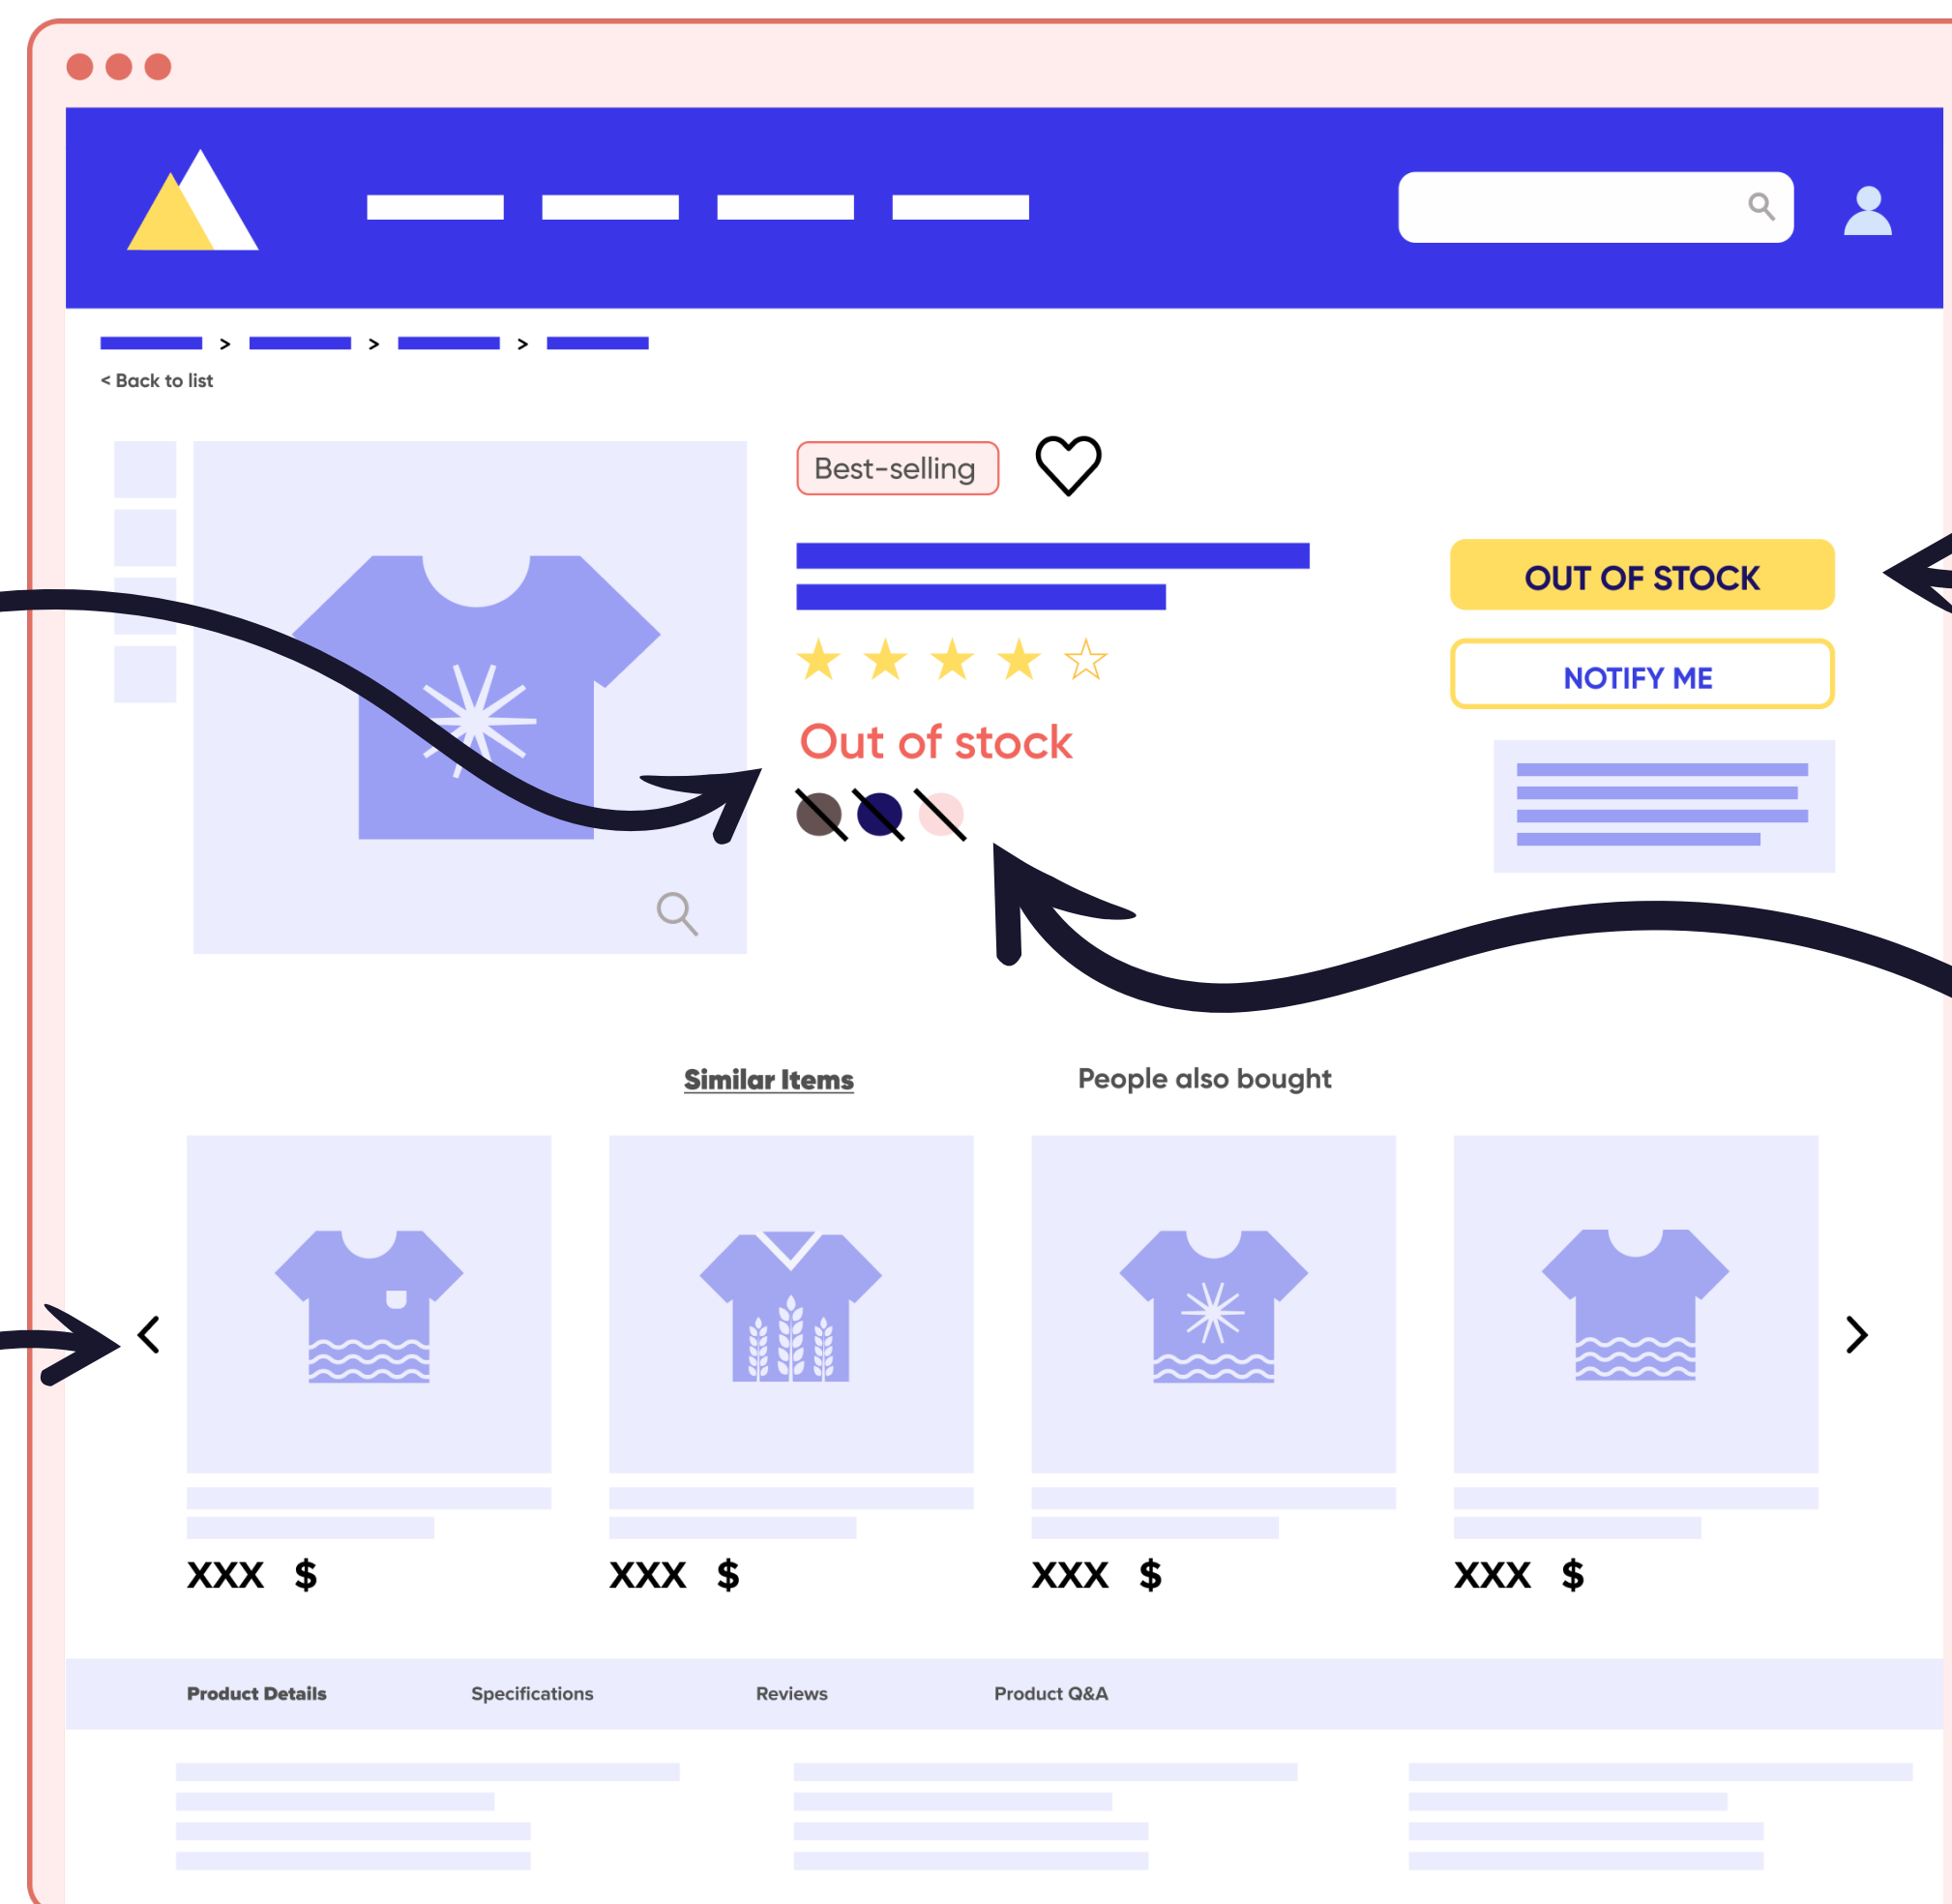 > > >
< Back to list
Best-selling
OUT OF STOCK
NOTIFY ME
Out of stock
Similar Items People also bought
XXX $ XXX $ XXX $ XXX $
Product Details Specifications Reviews Product Q&A